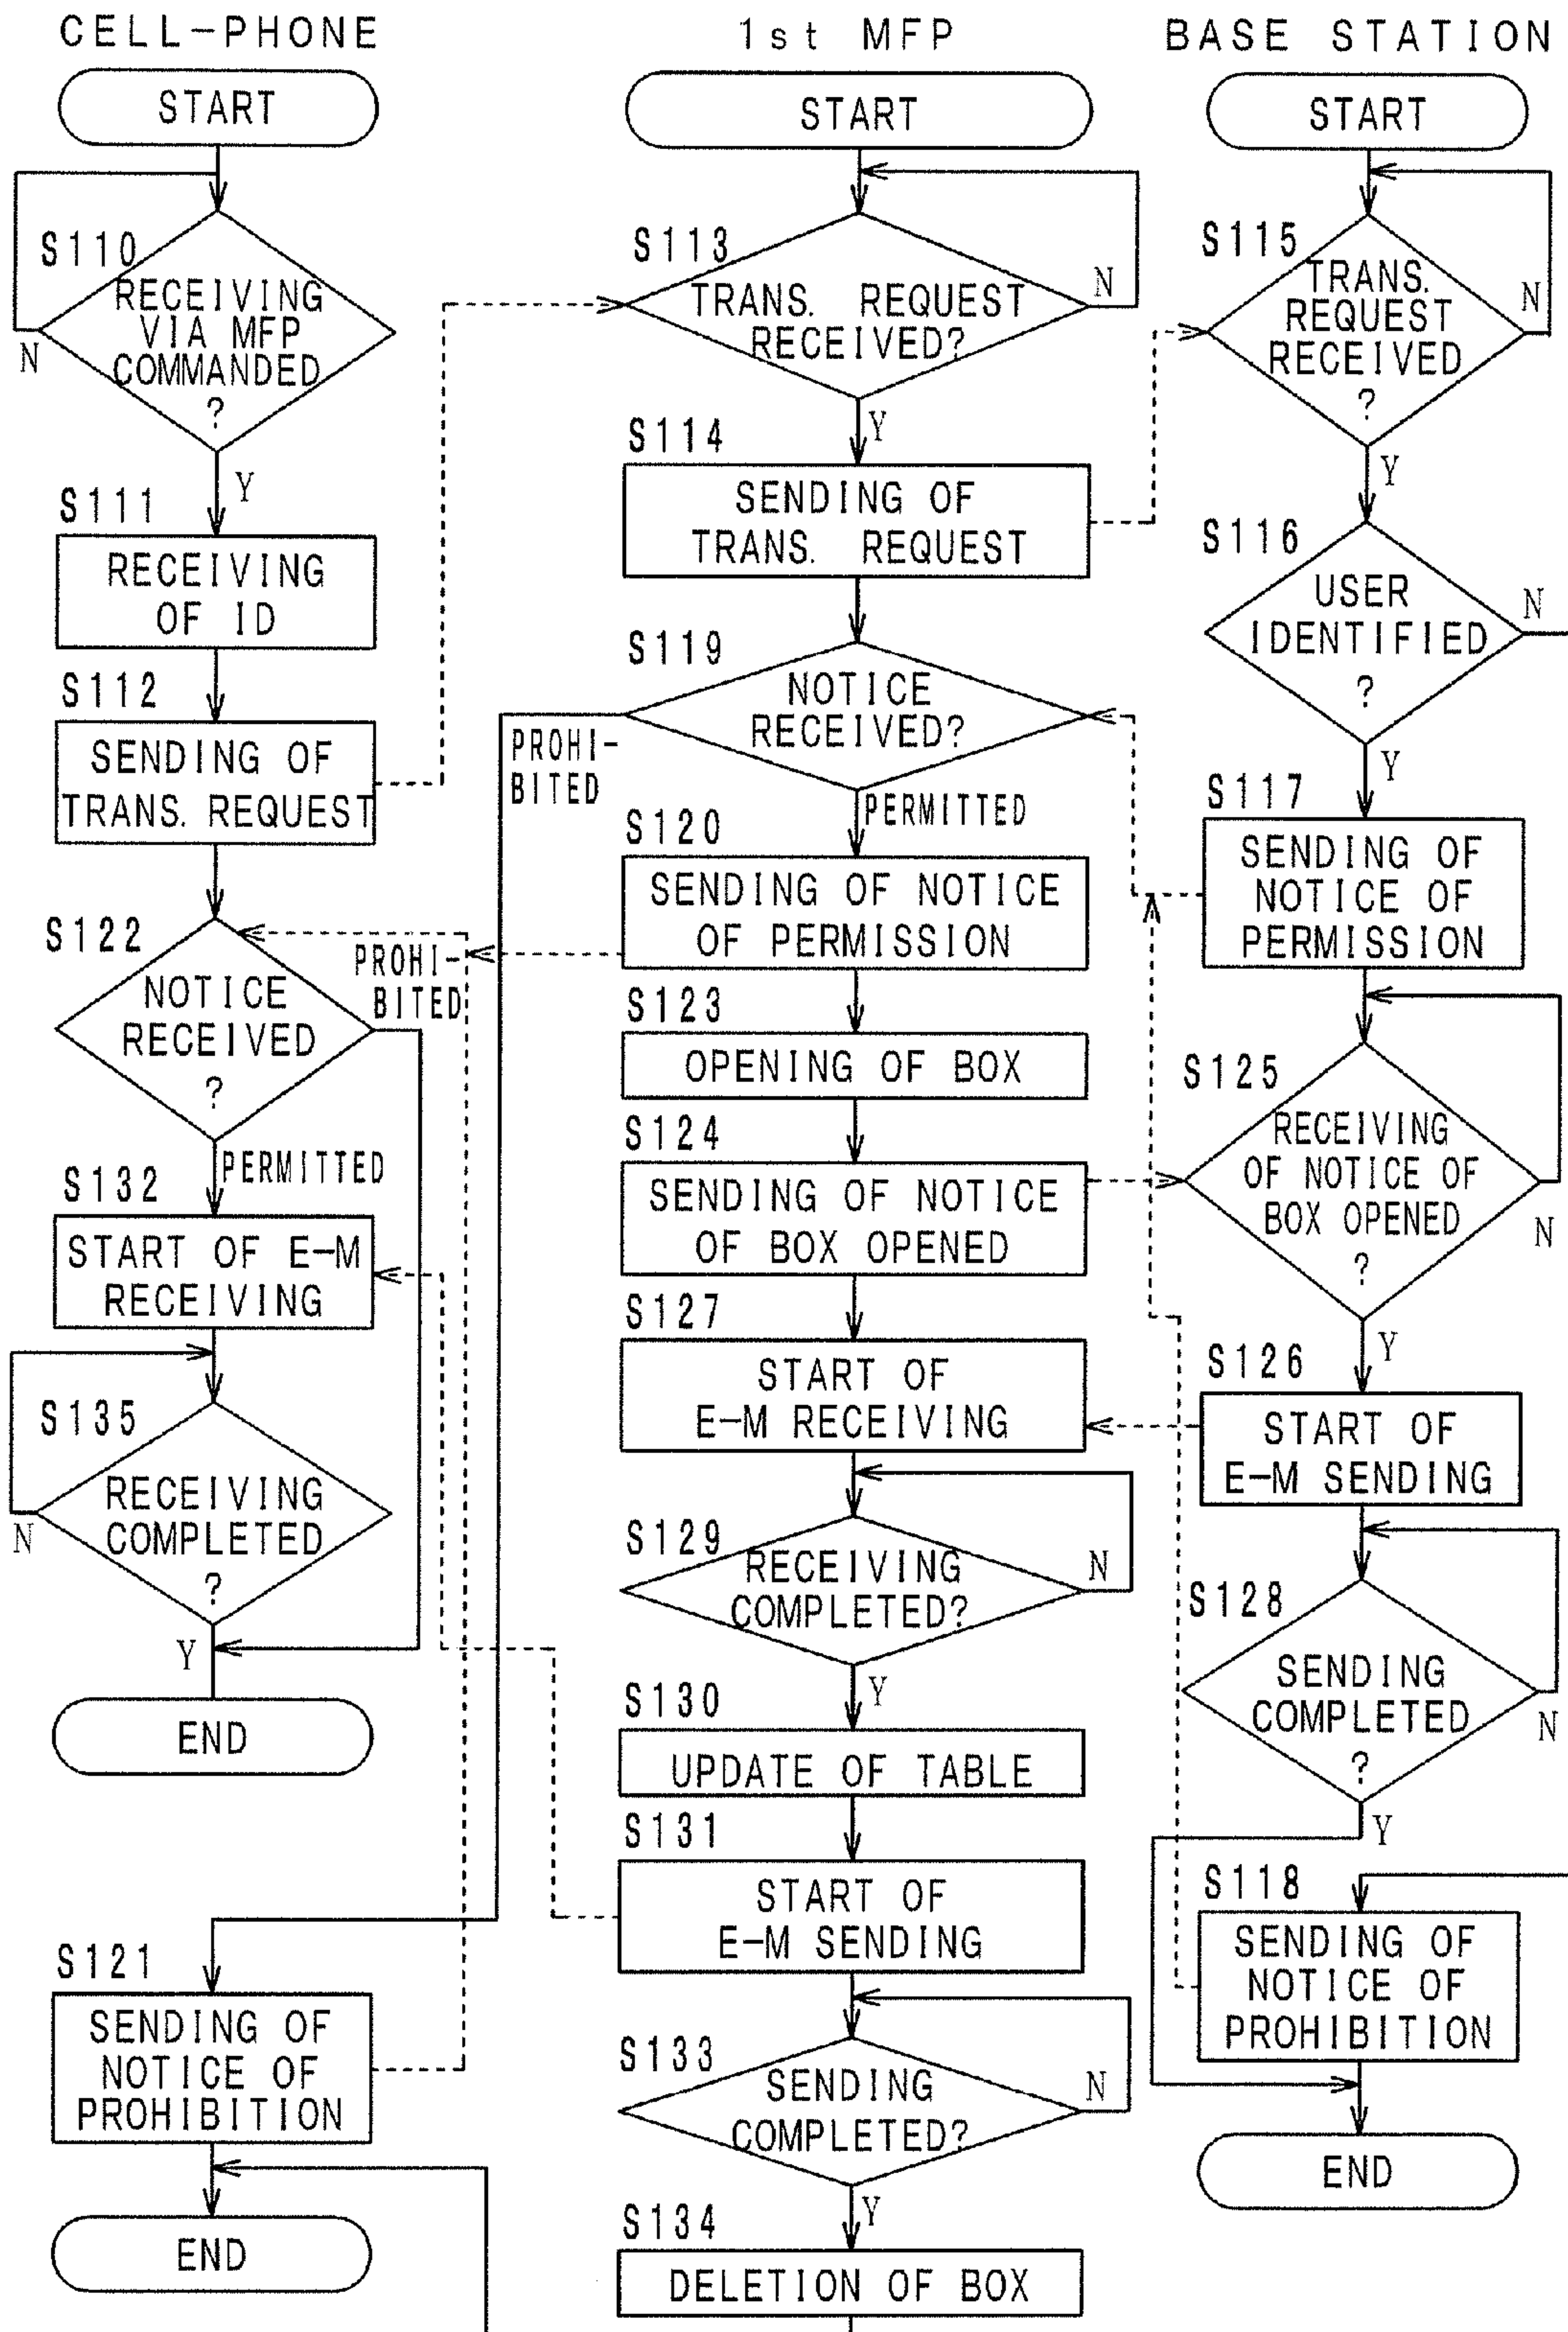 CELL-PHONE
START
S110
RECEIVING
VIA MFP
COMMANDED
?
N
Y
S111
RECEIVING
OF ID
S112
SENDING OF
TRANS. REQUEST
S122
NOTICE
RECEIVED
?
PROHI-
BITED
PERMITTED
S132
START OF E-M
RECEIVING
S135
RECEIVING
COMPLETED
?
N
Y
END
S121
SENDING OF
NOTICE OF
PROHIBITION
END
1st MFP
START
S113
TRANS. REQUEST
RECEIVED?
N
Y
S114
SENDING OF
TRANS. REQUEST
S119
NOTICE
RECEIVED?
PROHI-
BITED
PERMITTED
S120
SENDING OF NOTICE
OF PERMISSION
S123
OPENING OF BOX
S124
SENDING OF NOTICE
OF BOX OPENED
S127
START OF
E-M RECEIVING
S129
RECEIVING
COMPLETED?
N
Y
S130
UPDATE OF TABLE
S131
START OF
E-M SENDING
S133
SENDING
COMPLETED?
N
Y
S134
DELETION OF BOX
BASE STATION
START
S115
TRANS.
REQUEST
RECEIVED
?
N
Y
S116
USER
IDENTIFIED
?
N
Y
S117
SENDING OF
NOTICE OF
PERMISSION
S125
RECEIVING
OF NOTICE OF
BOX OPENED
?
N
Y
S126
START OF
E-M SENDING
S128
SENDING
COMPLETED
?
N
Y
S118
SENDING OF
NOTICE OF
PROHIBITION
END